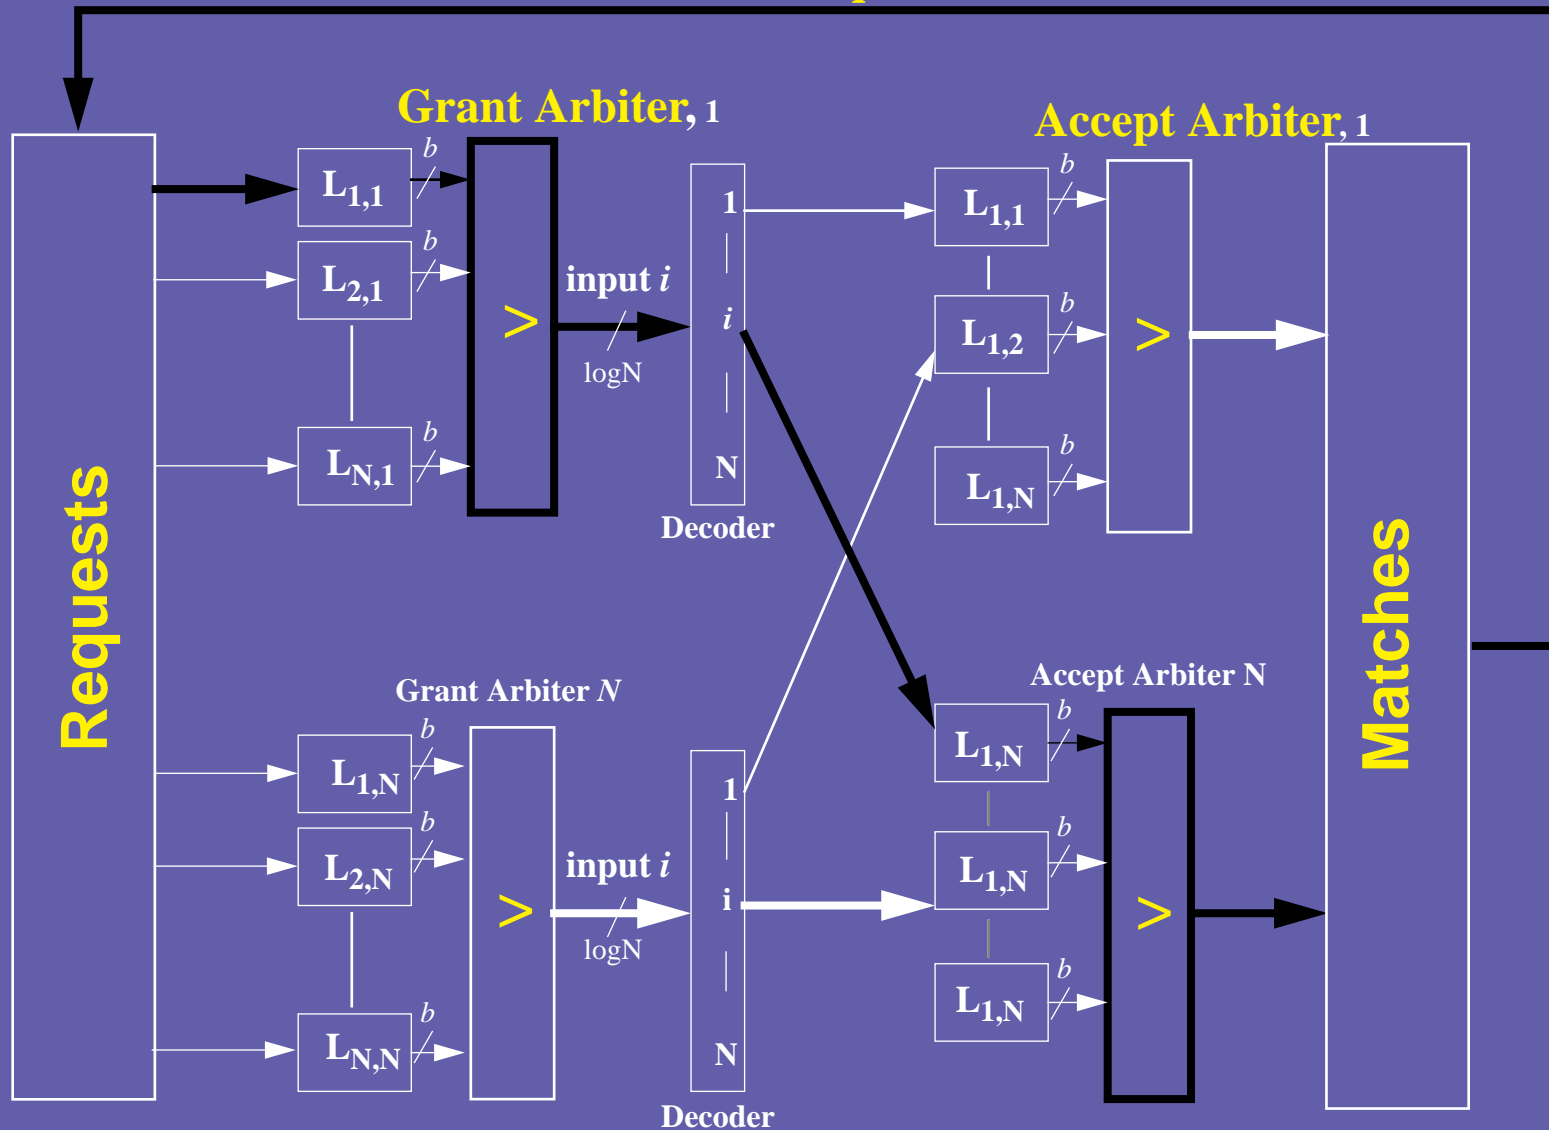 Grant Arbiter, 1
Accept Arbiter, 1
Requests
L1,1
b
L2,1
b
LN,1
b
>
input i
logN
1
i
N
Decoder
L1,1
b
L1,2
b
L1,N
b
>
Matches
Grant Arbiter N
L1,N
b
L2,N
b
LN,N
b
>
input i
logN
1
i
N
Decoder
Accept Arbiter N
L1,N
b
L1,N
b
L1,N
b
>